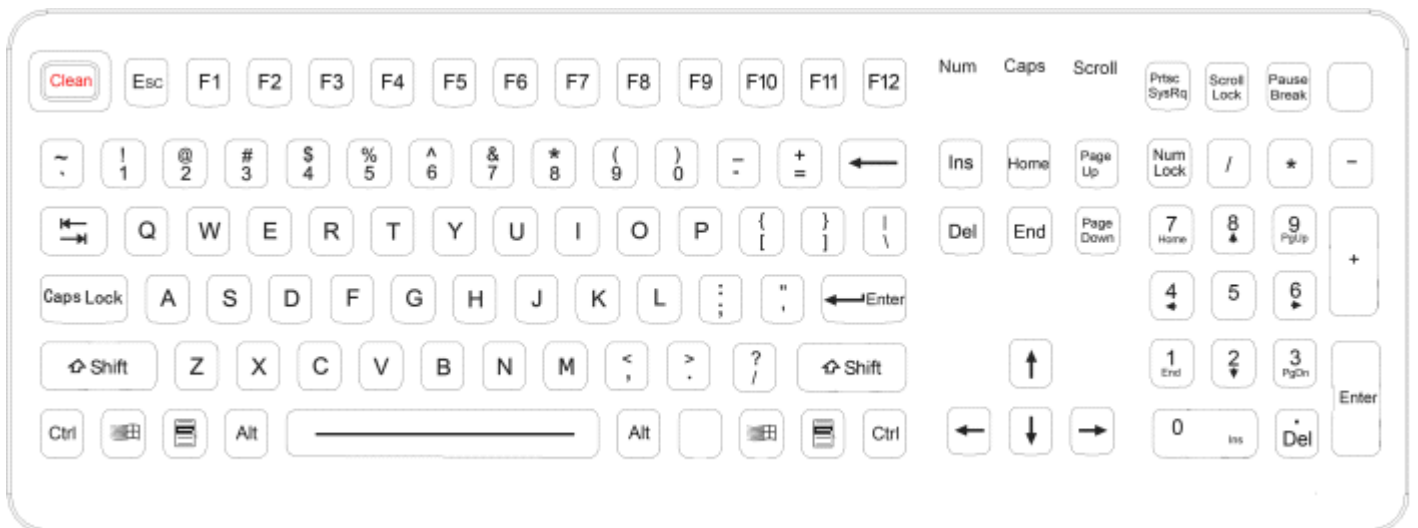 Clean Esc F1 F2 F3 F4 F5 F6 F7 F8 F9 F10 F11 F12 Num Caps Scroll Prtsc SysRq Scroll Lock Pause Break
~ ` ! 1 @ 2 # 3 $ 4 % 5 ^ 6 & 7 * 8 ( 9 ) 0 _ - + = Ins Home Page Up Num Lock / * -
Q W E R T Y U I O P { [ } ] | \ Del End Page Down 7 Home 8 9 PgUp +
Caps Lock A S D F G H J K L : ; " ' Enter 4 5 6
Shift Z X C V B N M < , > . ? / Shift 1 End 2 3 PgDn Enter
Ctrl Alt Alt Ctrl 0 Ins . Del